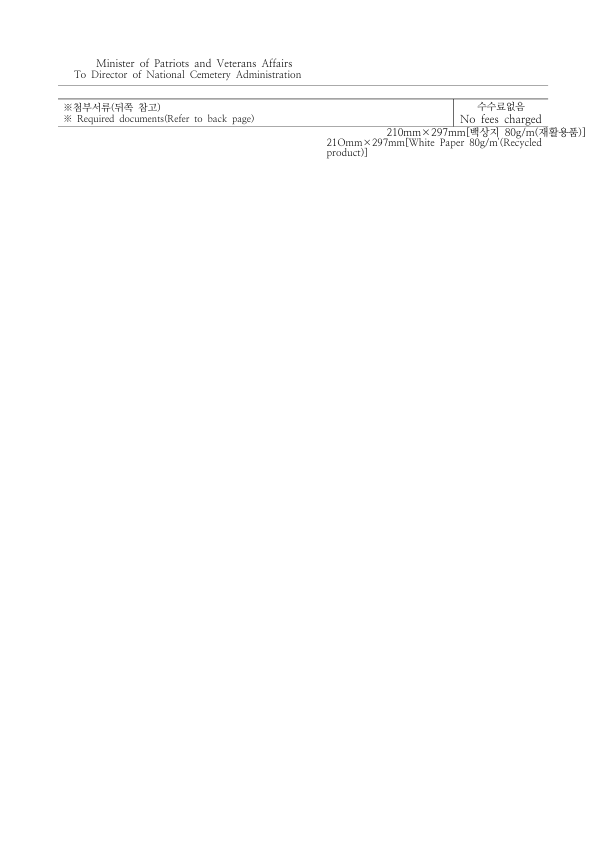 Minister of Patriots and Veterans Affairs
To Director of National Cemetery Administration
※첨부서류(뒤쪽 참고)
※ Required documents(Refer to back page)
수수료없음
No fees charged
210mm×297mm[백상지 80g/m(재활용품)]
21Omm×297mm[White Paper 80g/m'(Recycled
product)]